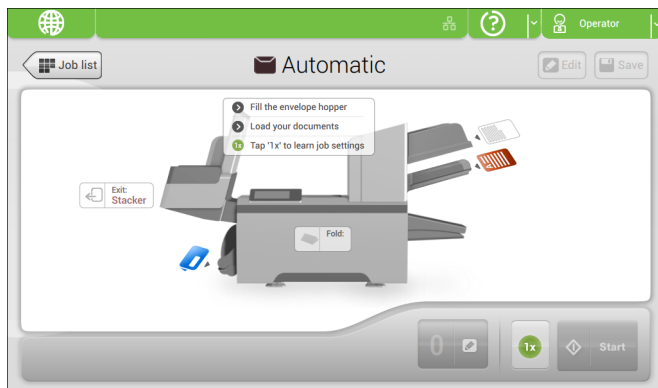 Operator
Job list
Automatic
Edit
Save
Fill the envelope hopper
Load your documents
1x Tap '1x' to learn job settings
Exit:
Stacker
Fold:
0
1x
Start